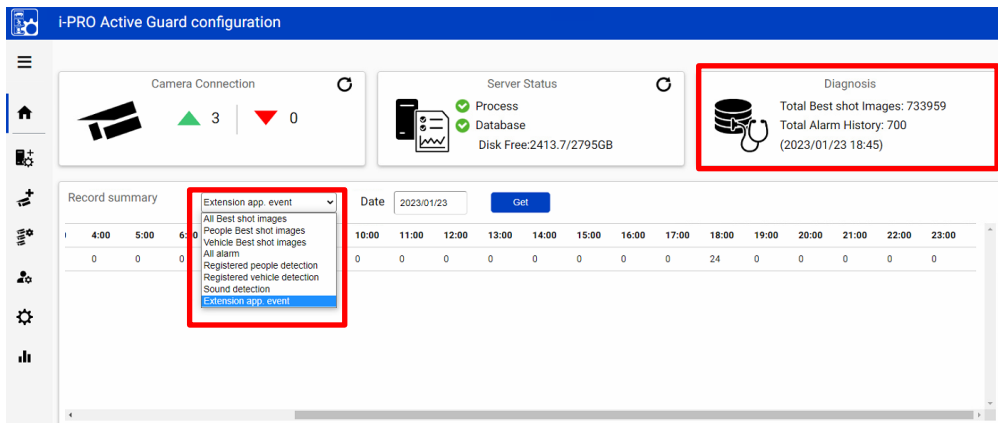 i-PRO Active Guard configuration
Camera Connection
3
0
Server Status
Process
Database
Disk Free:2413.7/2795GB
Diagnosis
Total Best shot Images: 733959
Total Alarm History: 700
(2023/01/23 18:45)
Record summary
Extension app. event
Date
2023/01/23
Get
All Best shot images
People Best shot images
Vehicle Best shot images
All alarm
Registered people detection
Registered vehicle detection
Sound detection
Extension app. event
4:00 5:00 10:00 11:00 12:00 13:00 14:00 15:00 16:00 17:00 18:00 19:00 20:00 21:00 22:00 23:00
0 0 0 0 0 0 0 0 0 0 24 0 0 0 0 0